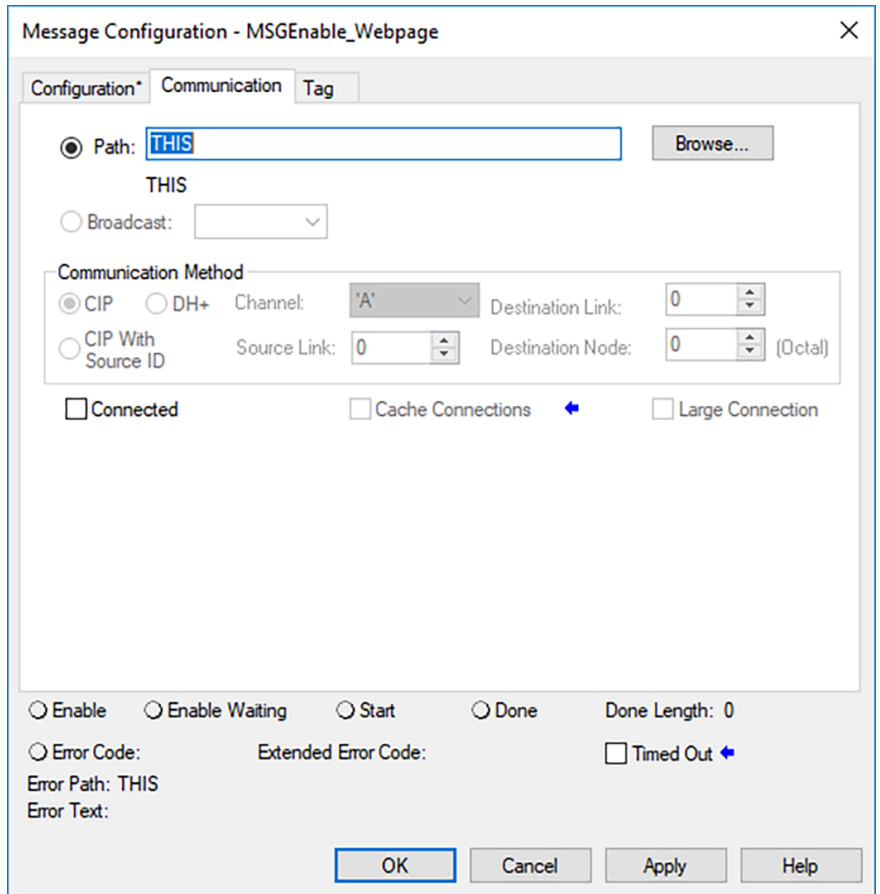 Message Configuration - MSGEnable_Webpage
Configuration* Communication Tag
Path: THIS Browse...
THIS
Broadcast:
Communication Method
CIP DH+ Channel: 'A' Destination Link: 0
CIP With Source ID Source Link: 0 Destination Node: 0 (Octal)
Connected Cache Connections Large Connection
Enable Enable Waiting Start Done Done Length: 0
Error Code: Extended Error Code: Timed Out
Error Path: THIS
Error Text:
OK Cancel Apply Help